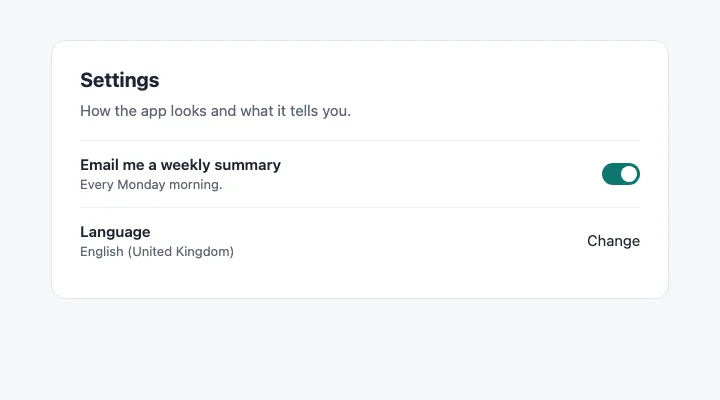 Settings
How the app looks and what it tells you.
Email me a weekly summary
Every Monday morning.
Language
English (United Kingdom)
Change